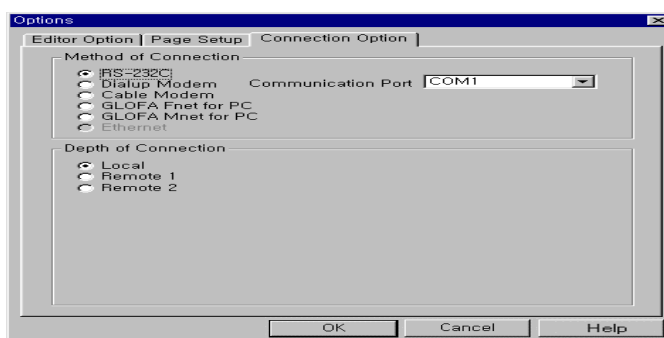 Options
Editor Option | Page Setup | Connection Option
Method of Connection
RS-232C
Dialup Modem
Communication Port COM1
Cable Modem
GLOFA Fnet for PC
GLOFA Mnet for PC
Ethernet
Depth of Connection
Local
Remote 1
Remote 2
OK Cancel Help